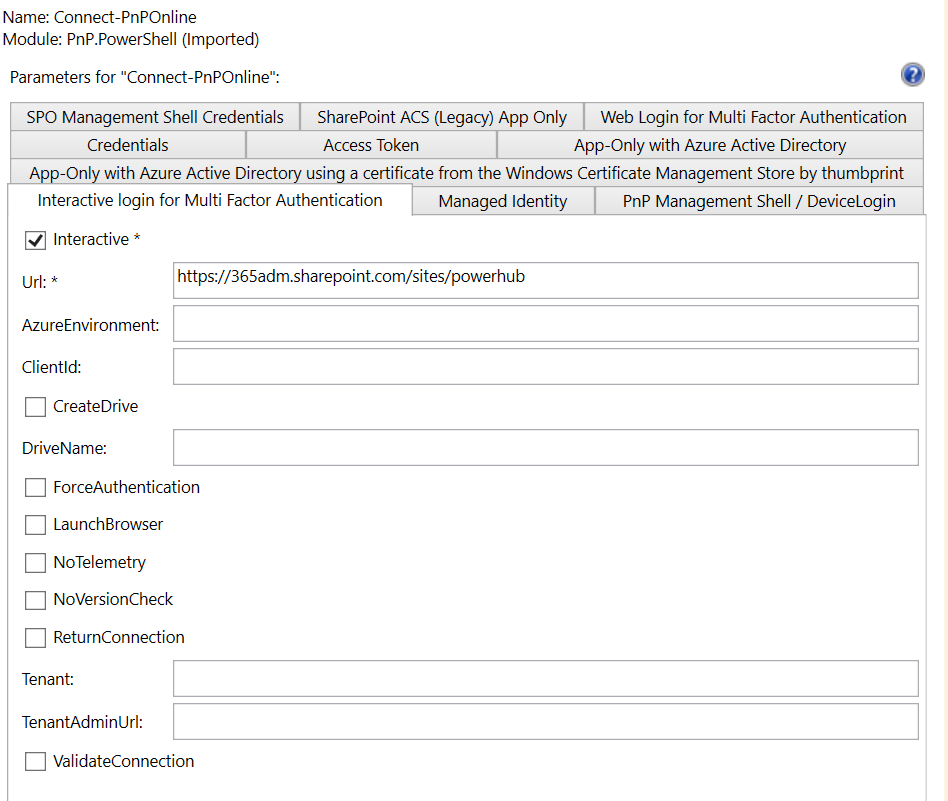 Name: Connect-PnPOnline
Module: PnP.PowerShell (Imported)
Parameters for "Connect-PnPOnline":
?
SPO Management Shell Credentials SharePoint ACS (Legacy) App Only Web Login for Multi Factor Authentication
Credentials Access Token App-Only with Azure Active Directory
App-Only with Azure Active Directory using a certificate from the Windows Certificate Management Store by thumbprint
Interactive login for Multi Factor Authentication Managed Identity PnP Management Shell / DeviceLogin
Interactive *
Url: * https://365adm.sharepoint.com/sites/powerhub
AzureEnvironment:
ClientId:
CreateDrive
DriveName:
ForceAuthentication
LaunchBrowser
NoTelemetry
NoVersionCheck
ReturnConnection
Tenant:
TenantAdminUrl:
ValidateConnection